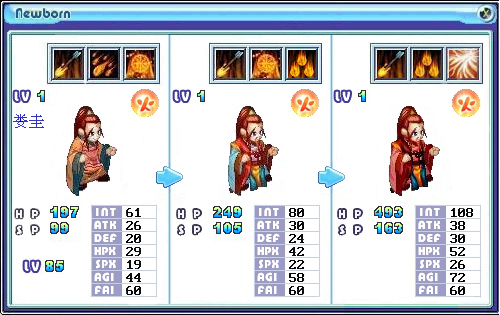 Newborn
LV 1
火
娄圭
HP 197
SP 99
LV 85
INT 61
ATK 26
DEF 20
HPX 29
SPX 19
AGI 44
FAI 60
LV 1
火
HP 249
SP 105
INT 80
ATK 30
DEF 24
HPX 42
SPX 22
AGI 58
FAI 60
LV 1
火
HP 493
SP 163
INT 108
ATK 38
DEF 30
HPX 52
SPX 26
AGI 72
FAI 60